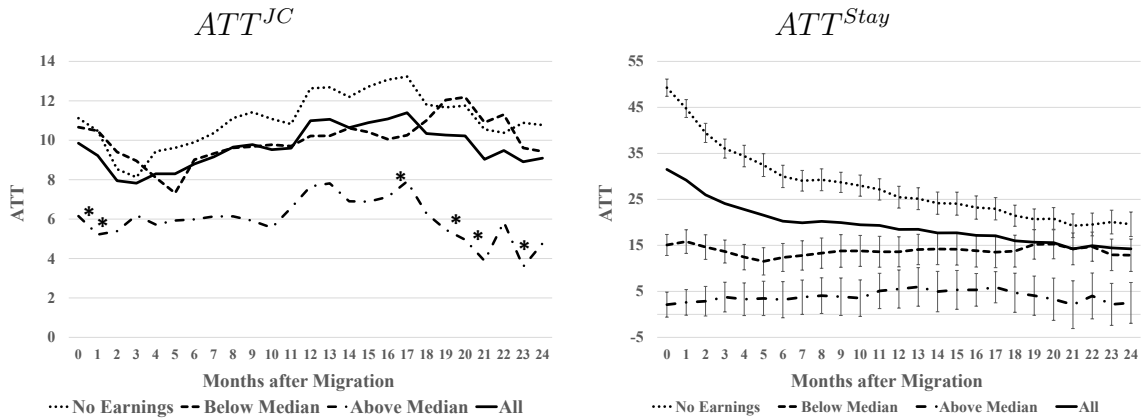 ATT^{JC}
14
12
10
8
6
4
2
0
ATT
* * * * * *
0 1 2 3 4 5 6 7 8 9 10 11 12 13 14 15 16 17 18 19 20 21 22 23 24
Months after Migration
No Earnings Below Median Above Median All
ATT^{Stay}
55
45
35
25
15
5
-5
ATT
0 1 2 3 4 5 6 7 8 9 10 11 12 13 14 15 16 17 18 19 20 21 22 23 24
Months after Migration
No Earnings Below Median Above Median All